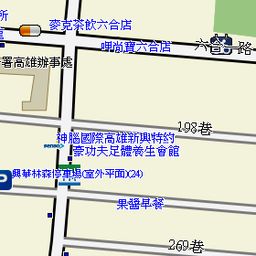 所
麥克茶飲六合店
哩尚寶六合店
六合一路
署高雄辦事處
198巷
神腦國際高雄新興特約
豪功夫足體養生會館
P
興華林森停車場(室外平面)(24)
果醬早餐
269巷